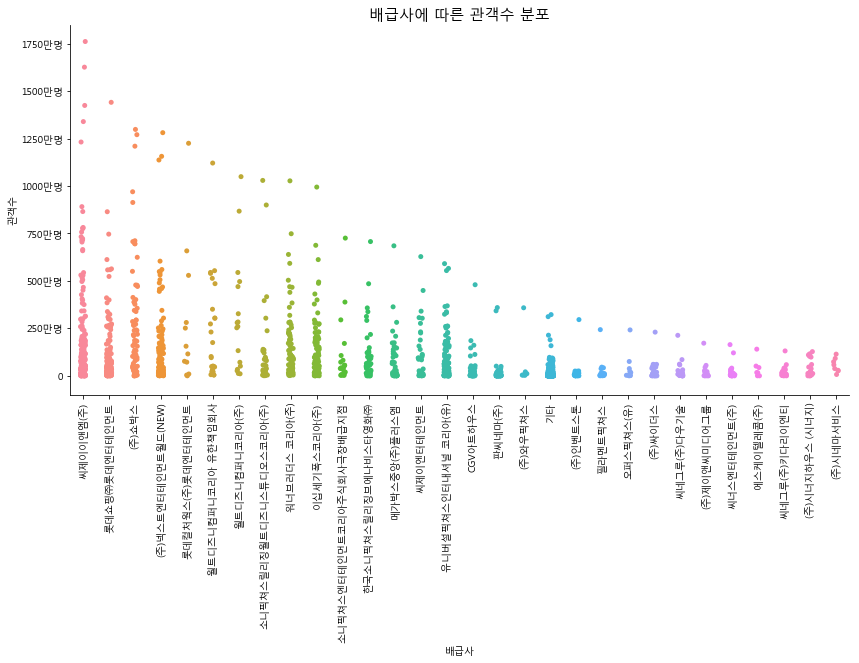 배급사에 따른 관객수 분포
관객수
1750만명
1500만명
1250만명
1000만명
750만명
500만명
250만명
0
씨제이이앤엠(주)
롯데쇼핑㈜롯데엔터테인먼트
(주)쇼박스
(주)넥스트엔터테인먼트월드(NEW)
롯데컬처웍스(주)롯데엔터테인먼트
월트디즈니컴퍼니코리아 유한책임회사
월트디즈니컴퍼니코리아(주)
소니픽쳐스릴리징월트디즈니스튜디오스코리아(주)
워너브러더스 코리아(주)
이십세기폭스코리아(주)
소니픽쳐스엔터테인먼트코리아주식회사극장배급지점
한국소니픽쳐스릴리징브에나비스타영화㈜
메가박스중앙(주)플러스엠
씨제이엔터테인먼트
유니버설픽쳐스인터내셔널 코리아(유)
CGV아트하우스
판씨네마(주)
(주)와우픽쳐스
기타
(주)인벤트스톤
필라멘트픽쳐스
오퍼스픽쳐스(유)
(주)싸이더스
씨네그루(주)다우기술
(주)제이앤씨미디어그룹
씨너스엔터테인먼트(주)
에스케이텔레콤(주)
씨네그루(주)키다리이엔티
(주)시너지하우스 (시너지)
(주)시네마서비스
배급사